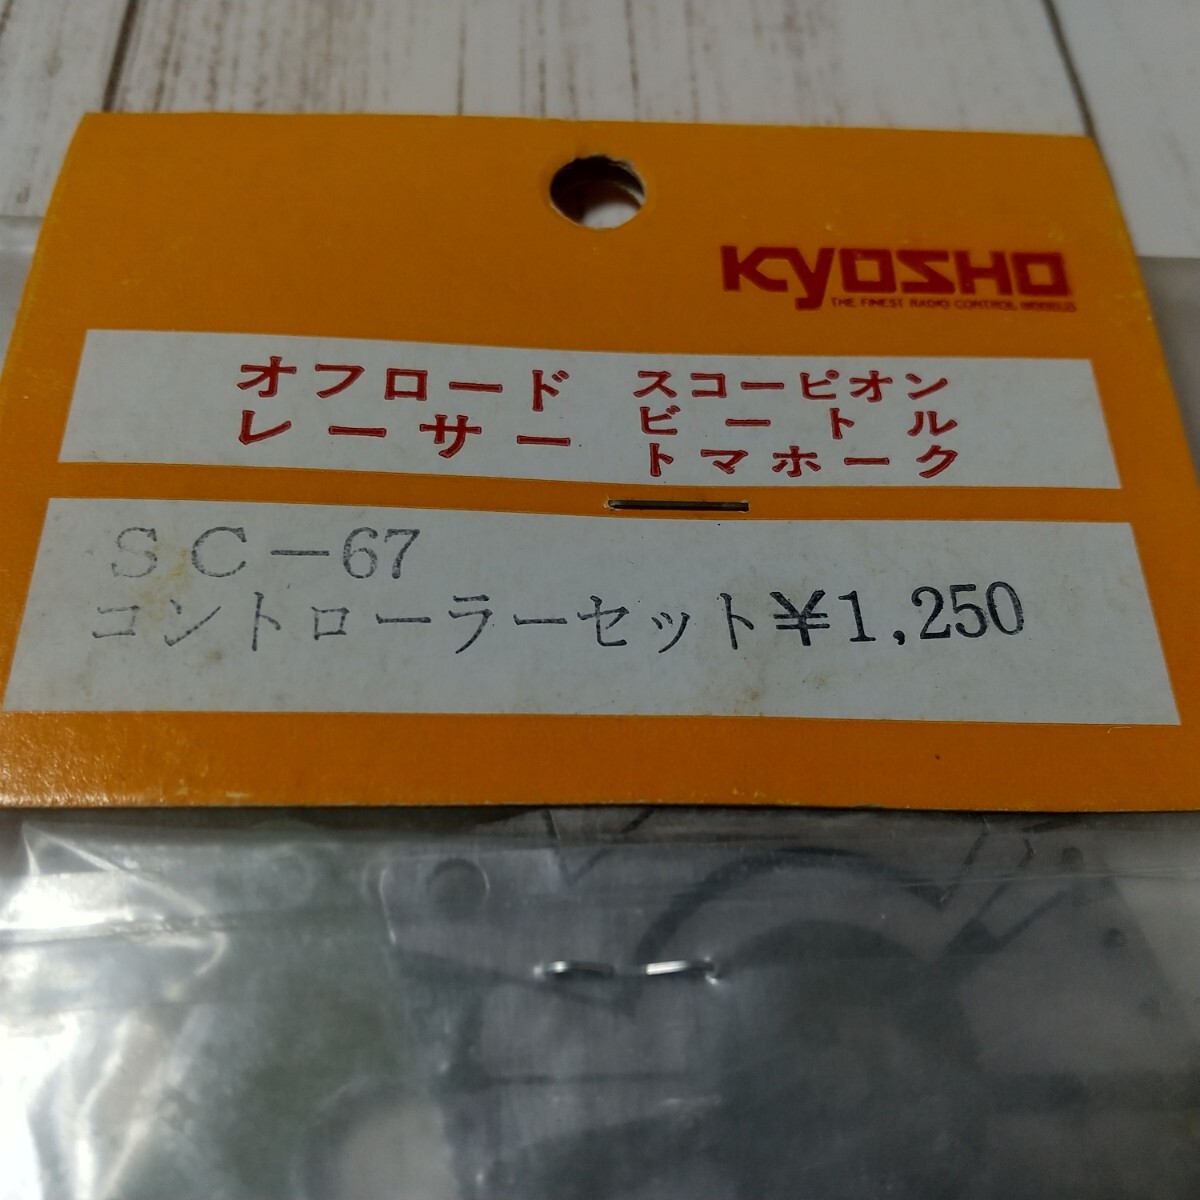 KYOSHO
THE FINEST RADIO CONTROL MODELS
オフロード
レーサー
スコーピオン
ビートル
トマホーク
SC-67
コントローラーセット¥1,250